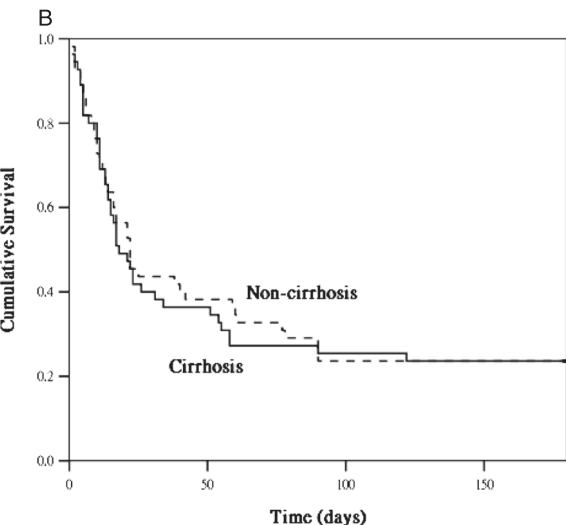 B
1.0
0.8
0.6
0.4
0.2
0.0
Cumulative Survival
Non-cirrhosis
Cirrhosis
0 50 100 150
Time (days)